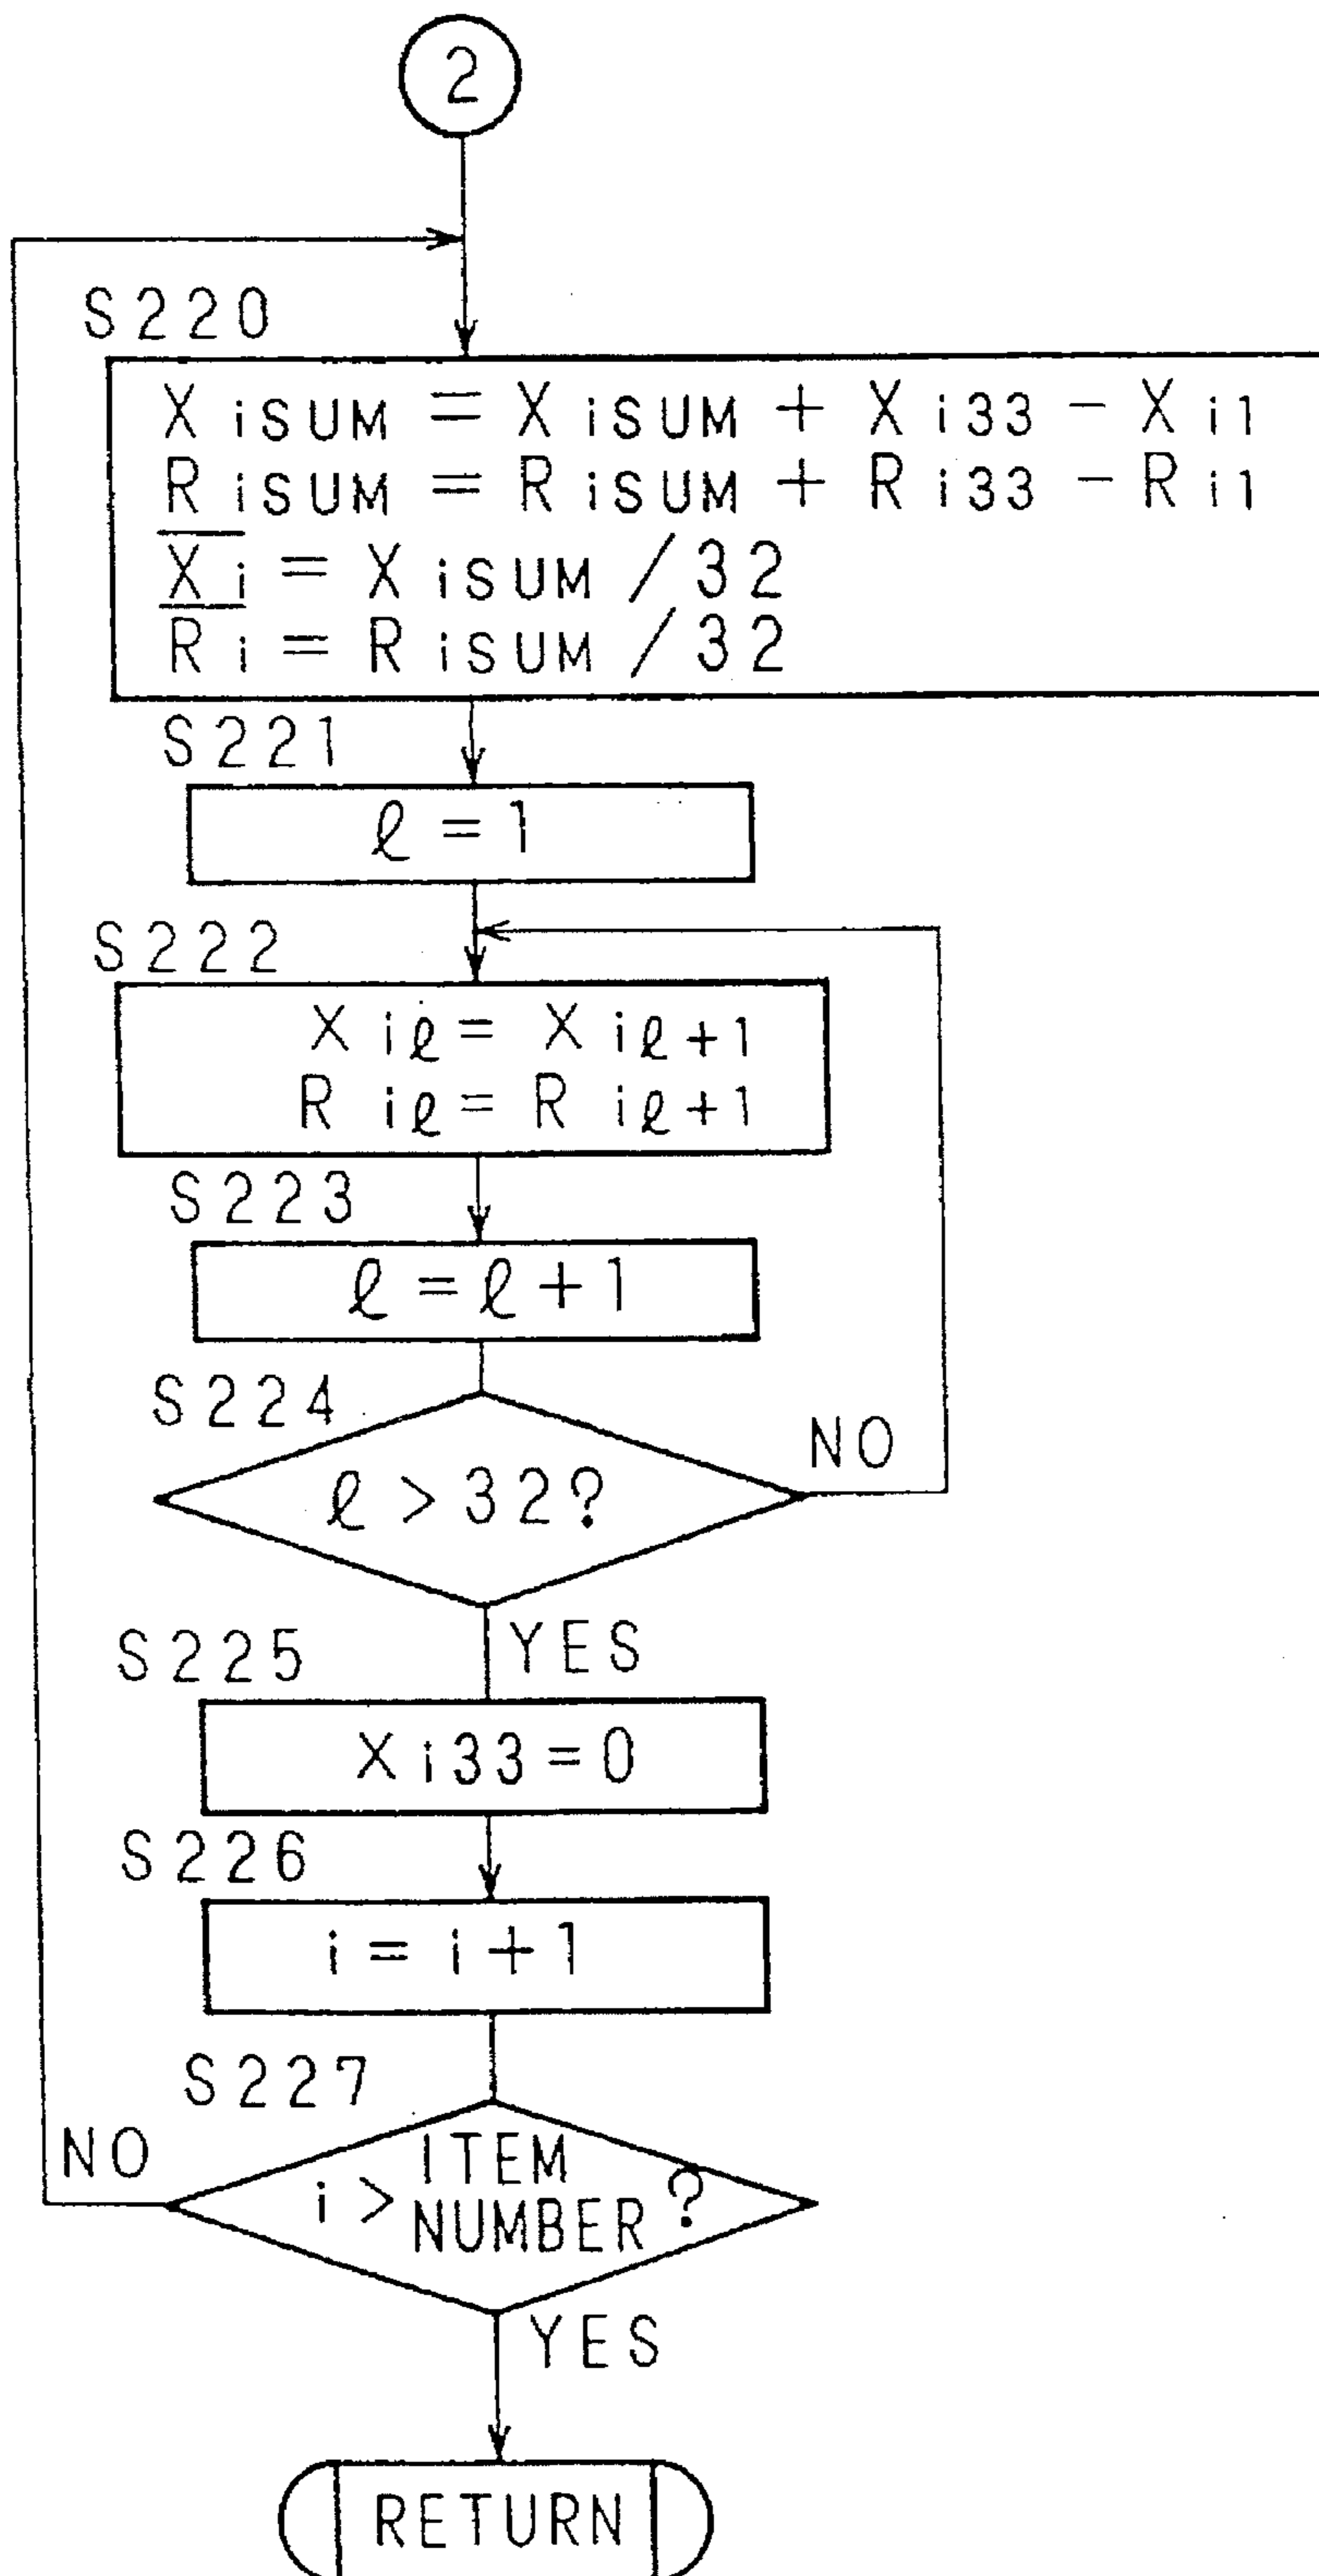 2
S220
X iSUM = X iSUM + X i33 - X i1
R iSUM = R iSUM + R i33 - R i1
X̅i̅ = X iSUM / 32
R̅i̅ = R iSUM / 32
S221
ℓ = 1
S222
X iℓ = X iℓ+1
R iℓ = R iℓ+1
S223
ℓ = ℓ + 1
S224
ℓ > 32?
NO
YES
S225
X i33 = 0
S226
i = i + 1
S227
NO
i > ITEM
NUMBER ?
YES
RETURN